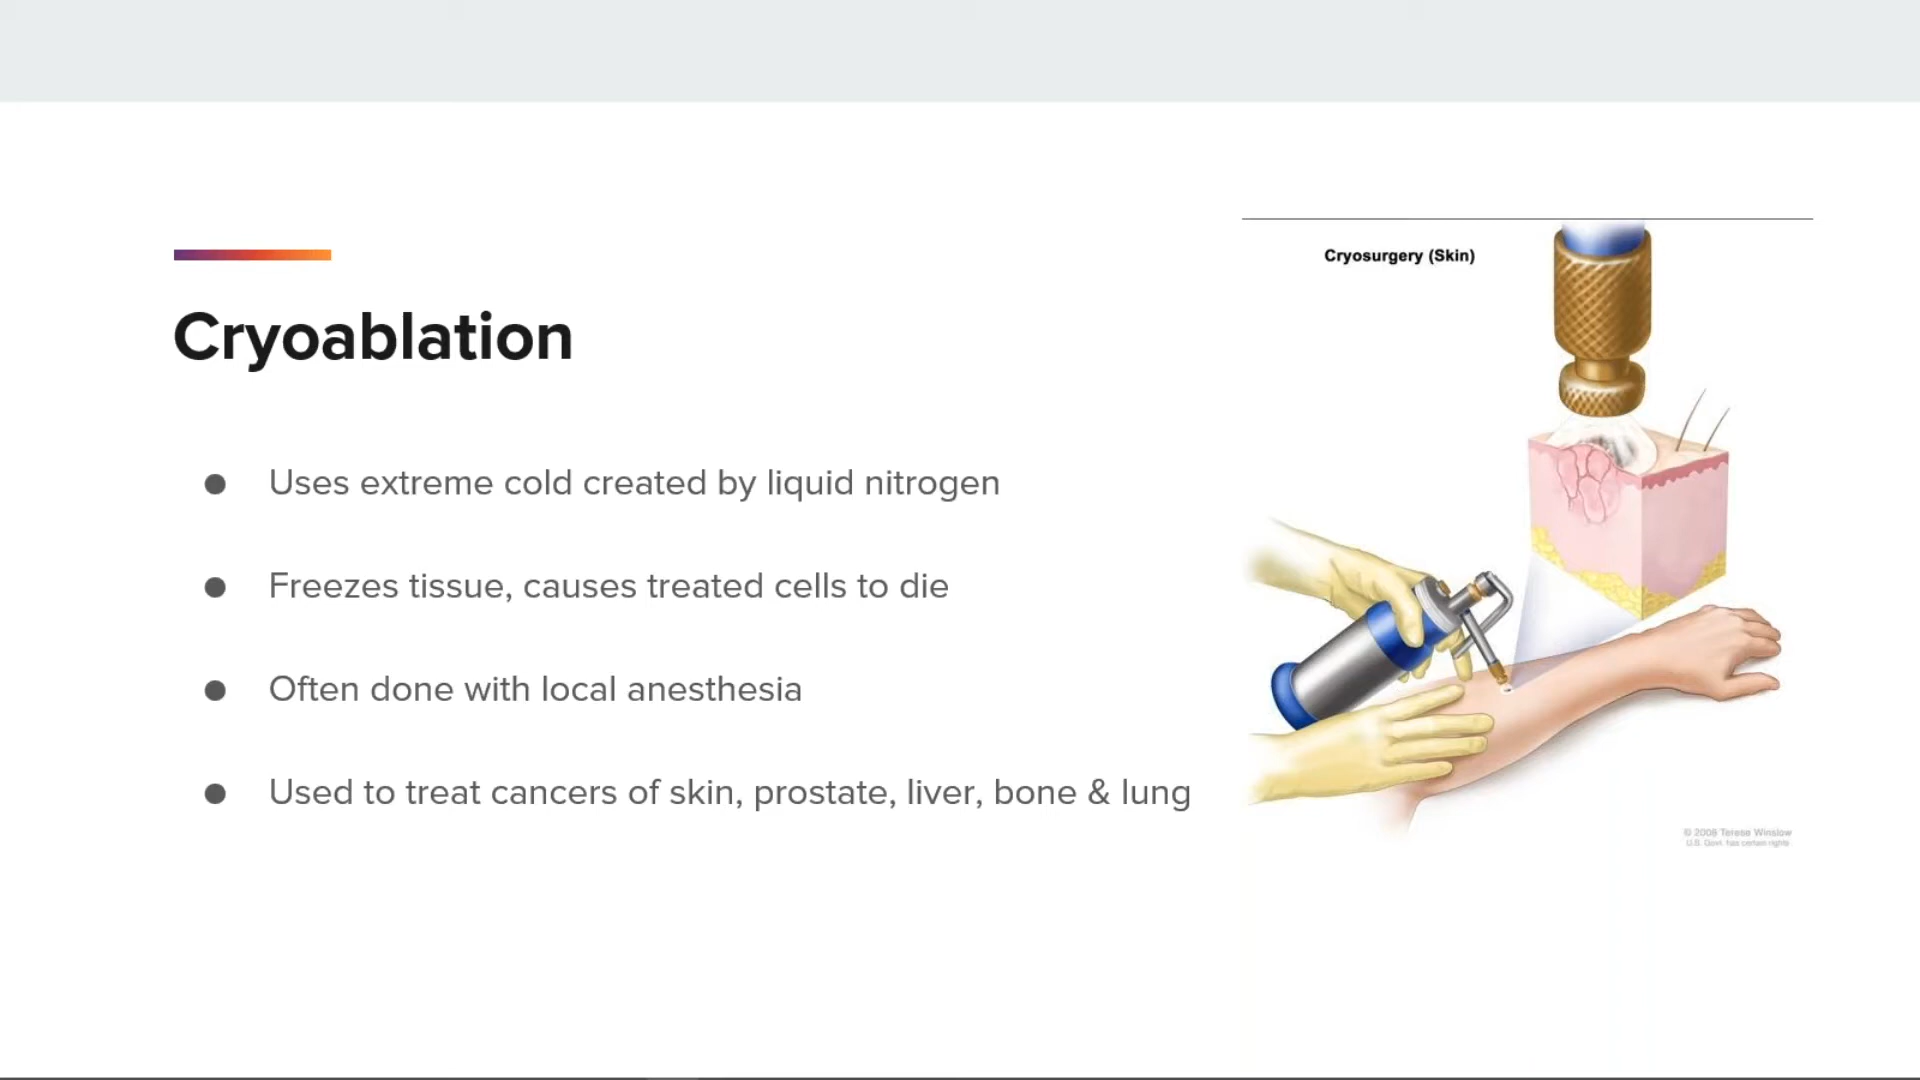 Cryoablation
Uses extreme cold created by liquid nitrogen
Freezes tissue, causes treated cells to die
Often done with local anesthesia
Used to treat cancers of skin, prostate, liver, bone & lung
Cryosurgery (Skin)
© 2008 Terese Winslow
U.S. Govt. has certain rights